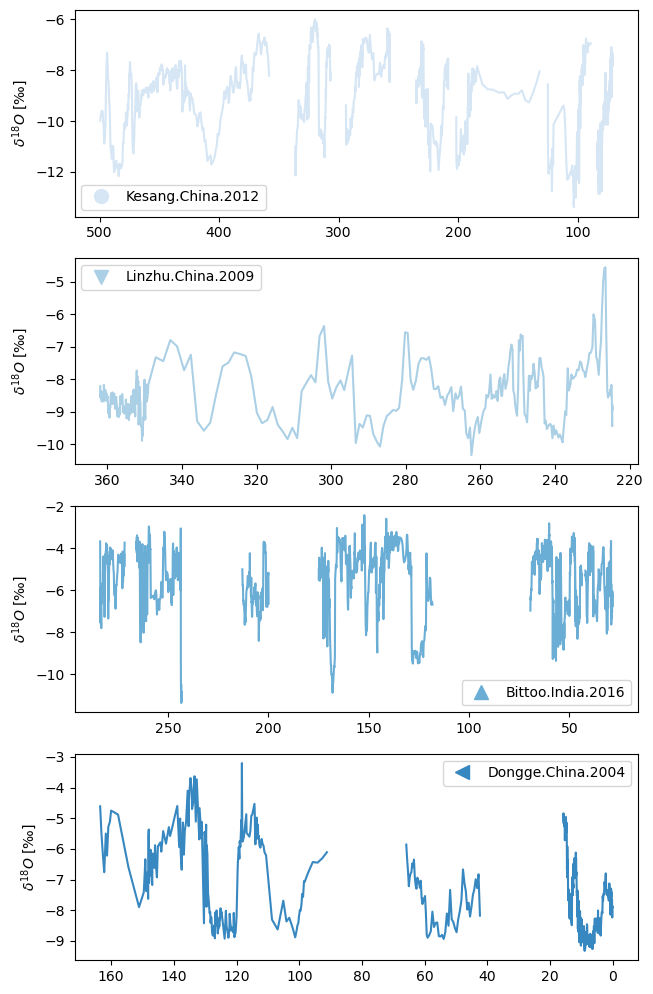 −6
−8
−10
−12
δ18O [‰]
Kesang.China.2012
500 400 300 200 100
−5
−6
−7
−8
−9
−10
δ18O [‰]
Linzhu.China.2009
360 340 320 300 280 260 240 220
−2
−4
−6
−8
−10
δ18O [‰]
Bittoo.India.2016
250 200 150 100 50
−3
−4
−5
−6
−7
−8
−9
δ18O [‰]
Dongge.China.2004
160 140 120 100 80 60 40 20 0